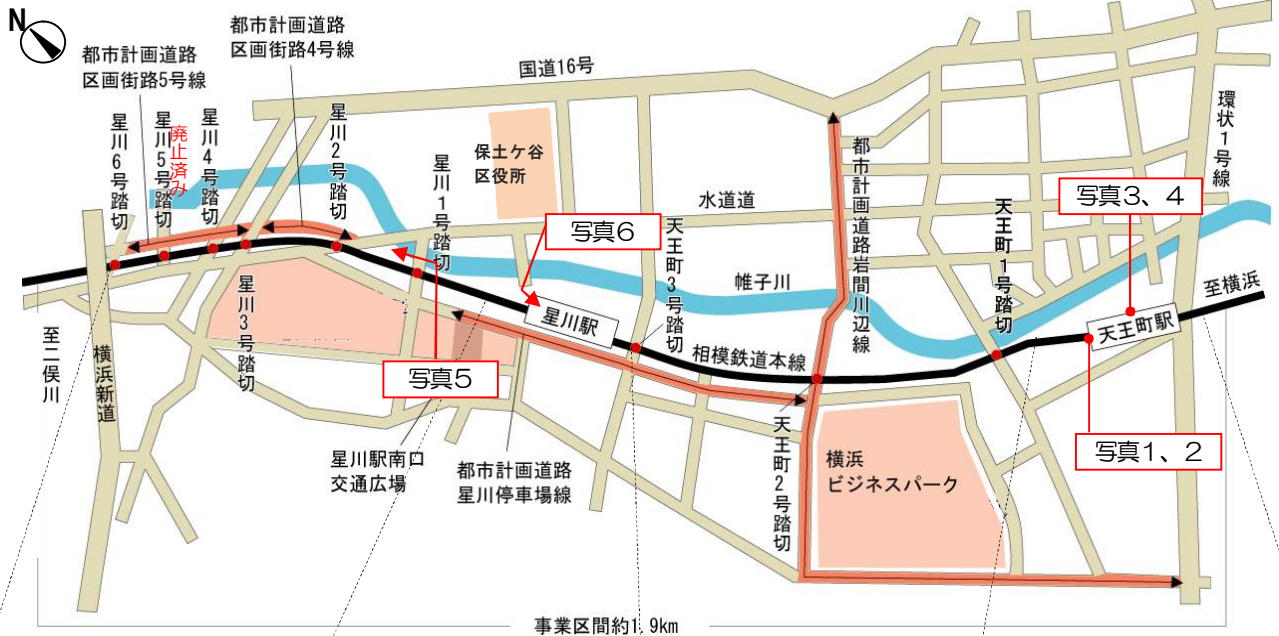 N
都市計画道路
区画街路5号線
都市計画道路
区画街路4号線
国道16号
環状1号線
星川6号踏切
星川5号踏切
廃止済み
星川4号踏切
星川2号踏切
星川1号踏切
保土ケ谷
区役所
水道道
都市計画道路岩間川辺線
写真3、4
写真6
天王町3号踏切
天王町1号踏切
帷子川
至横浜
天王町駅
星川駅
相模鉄道本線
星川3号踏切
至二俣川
横浜新道
写真5
写真1、2
星川駅南口
交通広場
都市計画道路
星川停車場線
天王町2号踏切
横浜
ビジネスパーク
事業区間約1.9km